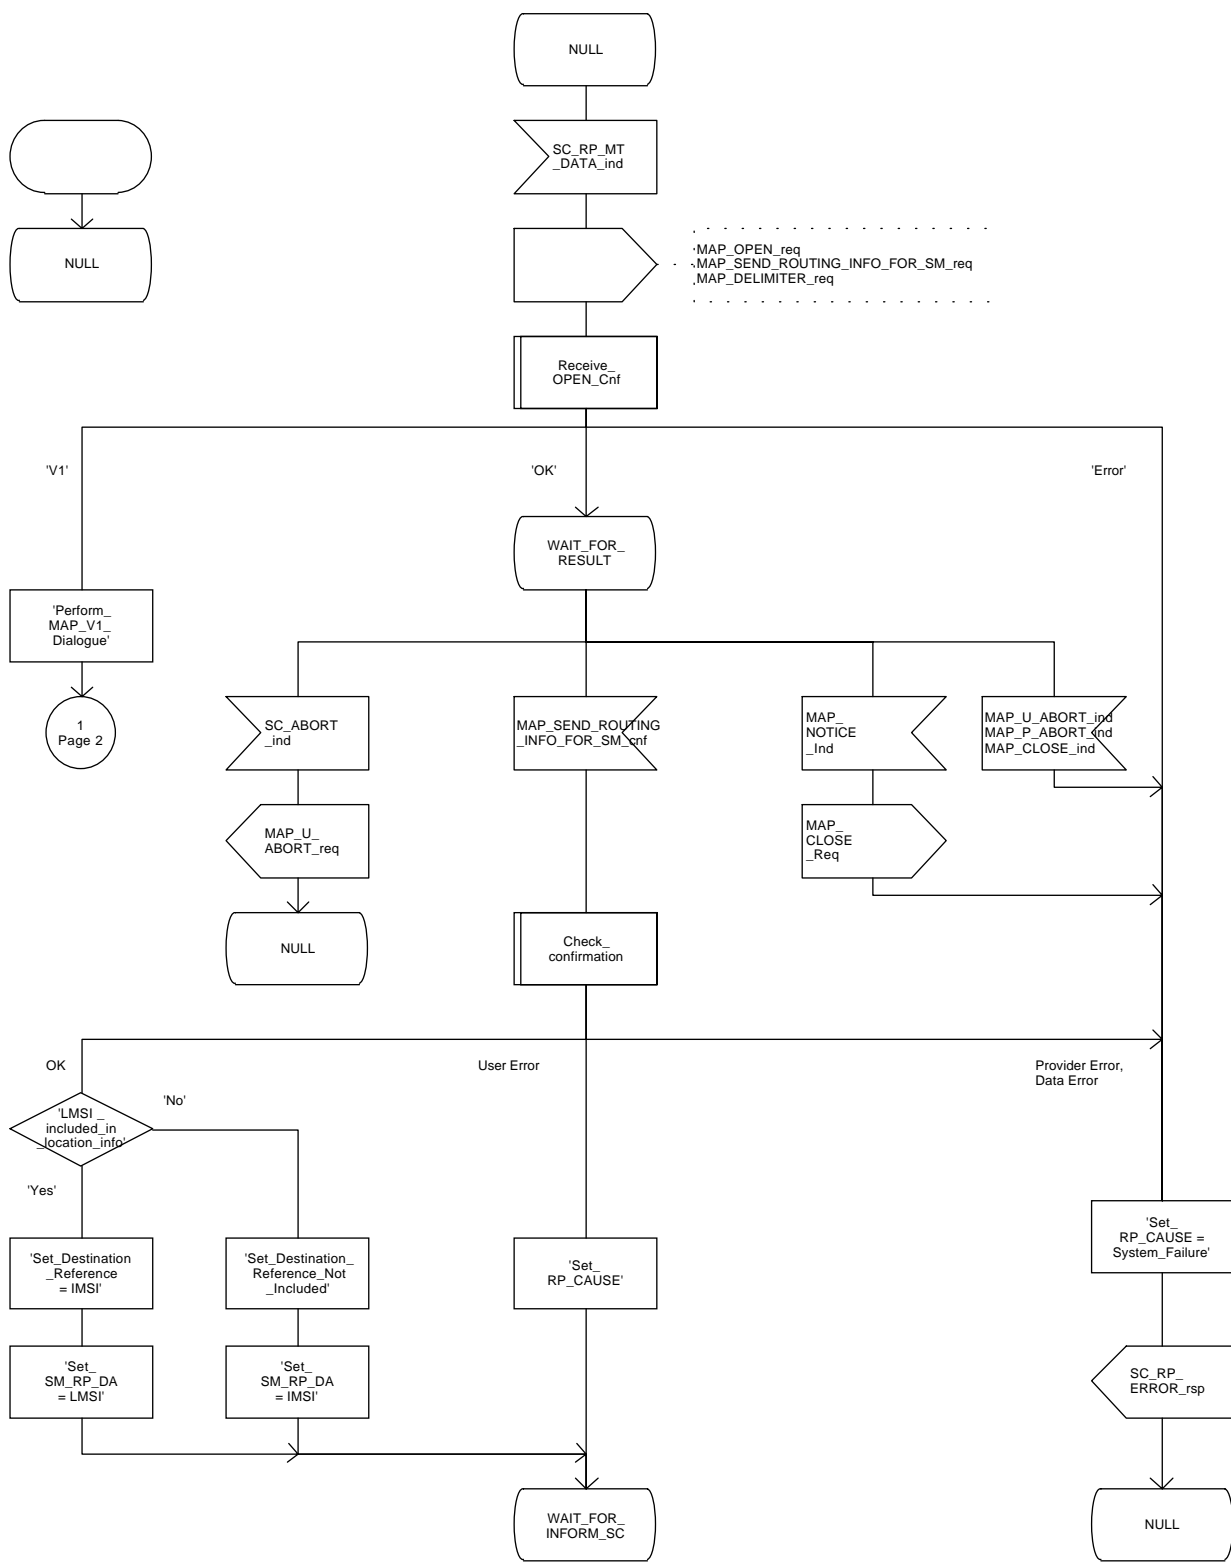 NULL
SC_RP_MT
_DATA_ind
NULL
MAP_OPEN_req
MAP_SEND_ROUTING_INFO_FOR_SM_req
MAP_DELIMITER_req
Receive_
OPEN_Cnf
'V1'
'OK'
'Error'
WAIT_FOR_
RESULT
'Perform_
MAP_V1_
Dialogue'
1
Page 2
SC_ABORT
_ind
MAP_SEND_ROUTING
_INFO_FOR_SM_cnf
MAP_
NOTICE
_Ind
MAP_U_ABORT_ind
MAP_P_ABORT_ind
MAP_CLOSE_ind
MAP_U_
ABORT_req
MAP_
CLOSE
_Req
NULL
Check_
confirmation
OK
User Error
Provider Error,
Data Error
'LMSI _
included_in
_location_info'
'No'
'Yes'
'Set_Destination
_Reference
= IMSI'
'Set_Destination_
Reference_Not
_Included'
'Set_
RP_CAUSE'
'Set_
RP_CAUSE =
System_Failure'
'Set_
SM_RP_DA
= LMSI'
'Set_
SM_RP_DA
= IMSI'
SC_RP_
ERROR_rsp
WAIT_FOR_
INFORM_SC
NULL